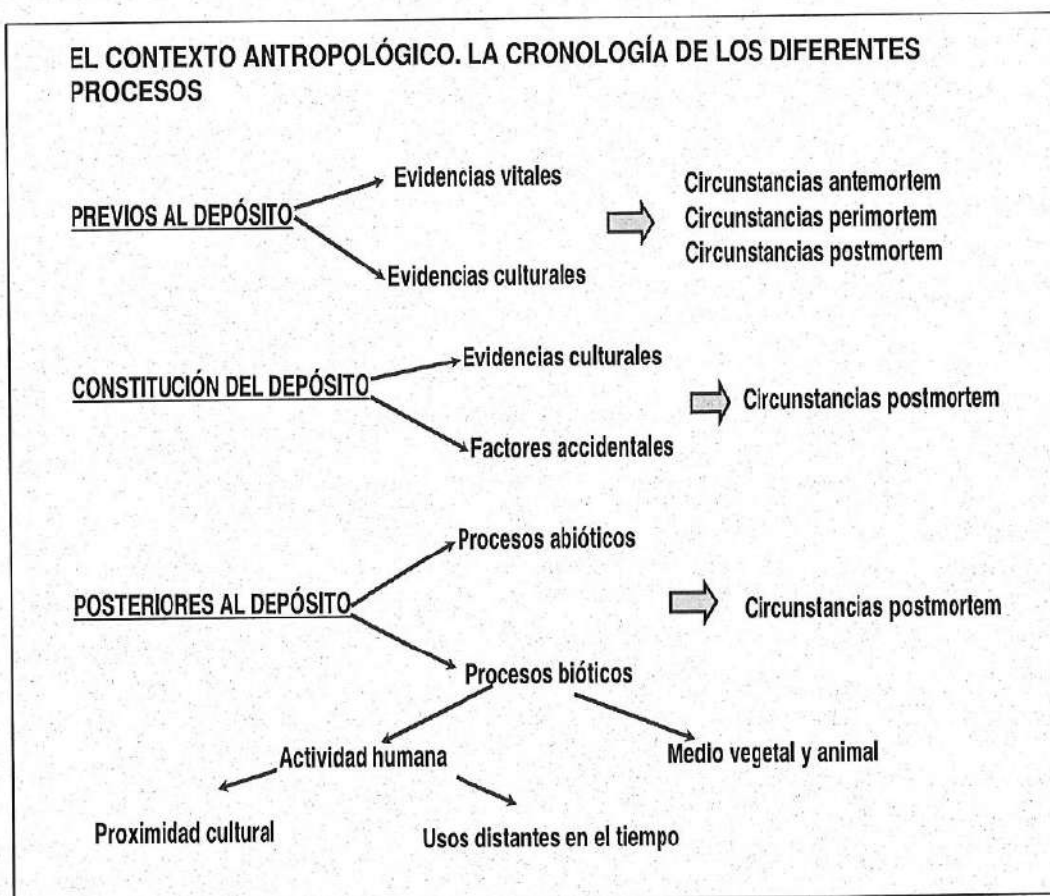 EL CONTEXTO ANTROPOLÓGICO. LA CRONOLOGÍA DE LOS DIFERENTES
PROCESOS
Evidencias vitales
PREVIOS AL DEPÓSITO
Evidencias culturales
Circunstancias antemortem
Circunstancias perimortem
Circunstancias postmortem
Evidencias culturales
CONSTITUCIÓN DEL DEPÓSITO
Factores accidentales
Circunstancias postmortem
Procesos abióticos
POSTERIORES AL DEPÓSITO
Circunstancias postmortem
Procesos bióticos
Actividad humana
Medio vegetal y animal
Proximidad cultural
Usos distantes en el tiempo